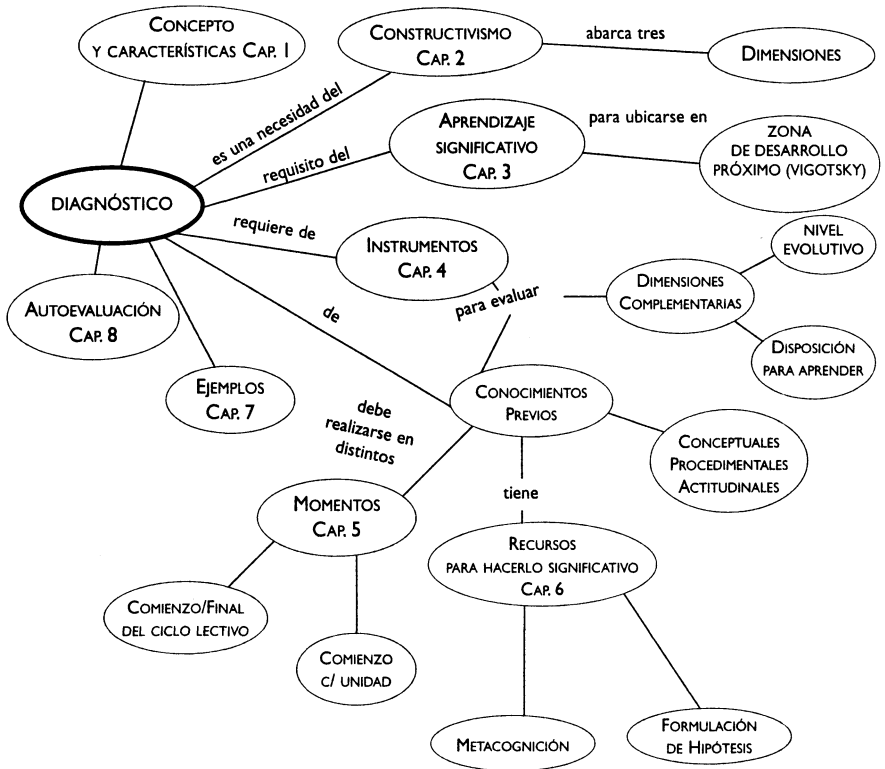 CONCEPTO
Y CARACTERÍSTICAS CAP. 1
CONSTRUCTIVISMO
CAP. 2
abarca tres
DIMENSIONES
es una necesidad del
APRENDIZAJE
SIGNIFICATIVO
CAP. 3
para ubicarse en
ZONA
DE DESARROLLO
PRÓXIMO (VIGOTSKY)
requisito del
DIAGNÓSTICO
requiere de
INSTRUMENTOS
CAP. 4
para evaluar
DIMENSIONES
COMPLEMENTARIAS
NIVEL
EVOLUTIVO
DISPOSICIÓN
PARA APRENDER
AUTOEVALUACIÓN
CAP. 8
de
EJEMPLOS
CAP. 7
CONOCIMIENTOS
PREVIOS
debe
realizarse en
distintos
CONCEPTUALES
PROCEDIMENTALES
ACTITUDINALES
tiene
MOMENTOS
CAP. 5
RECURSOS
PARA HACERLO SIGNIFICATIVO
CAP. 6
COMIENZO/FINAL
DEL CICLO LECTIVO
COMIENZO
C/ UNIDAD
METACOGNICIÓN
FORMULACIÓN
DE HIPÓTESIS